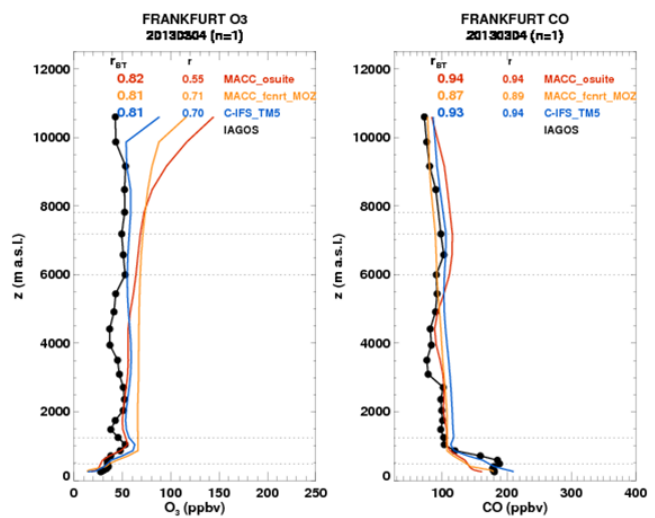 FRANKFURT O3
20130304 (n=1)
rBT r
0.82 0.55 MACC_osuite
0.81 0.71 MACC_fcnrt_MOZ
0.81 0.70 C-IFS_TM5
IAGOS
z (m a.s.l.)
12000
10000
8000
6000
4000
2000
0
0 50 100 150 200 250
O3 (ppbv)
FRANKFURT CO
20130304 (n=1)
rBT r
0.94 0.94 MACC_osuite
0.87 0.89 MACC_fcnrt_MOZ
0.93 0.94 C-IFS_TM5
IAGOS
z (m a.s.l.)
12000
10000
8000
6000
4000
2000
0
100 200 300 400
CO (ppbv)